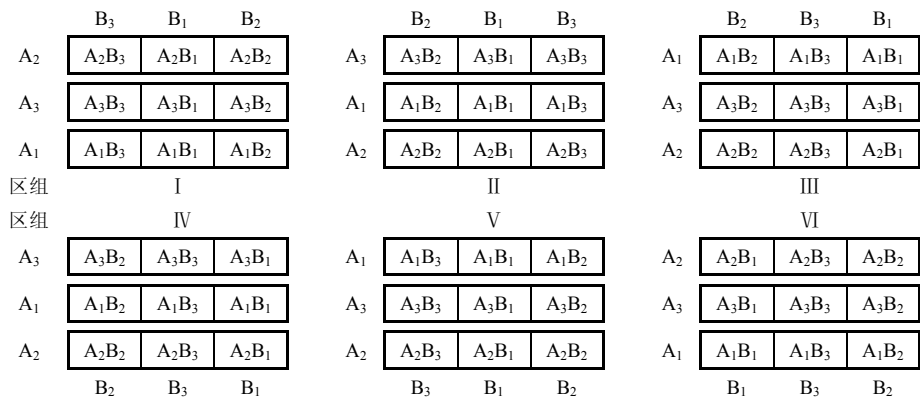 B₃ B₁ B₂ B₂ B₁ B₃ B₂ B₃ B₁
A₂ A₂B₃ A₂B₁ A₂B₂ A₃ A₃B₂ A₃B₁ A₃B₃ A₁ A₁B₂ A₁B₃ A₁B₁
A₃ A₃B₃ A₃B₁ A₃B₂ A₁ A₁B₂ A₁B₁ A₁B₃ A₃ A₃B₂ A₃B₃ A₃B₁
A₁ A₁B₃ A₁B₁ A₁B₂ A₂ A₂B₂ A₂B₁ A₂B₃ A₂ A₂B₂ A₂B₃ A₂B₁
区组 Ⅰ Ⅱ Ⅲ
区组 Ⅳ Ⅴ Ⅵ
A₃ A₃B₂ A₃B₃ A₃B₁ A₁ A₁B₃ A₁B₁ A₁B₂ A₂ A₂B₁ A₂B₃ A₂B₂
A₁ A₁B₂ A₁B₃ A₁B₁ A₃ A₃B₃ A₃B₁ A₃B₂ A₃ A₃B₁ A₃B₃ A₃B₂
A₂ A₂B₂ A₂B₃ A₂B₁ A₂ A₂B₃ A₂B₁ A₂B₂ A₁ A₁B₁ A₁B₃ A₁B₂
B₂ B₃ B₁ B₃ B₁ B₂ B₁ B₃ B₂